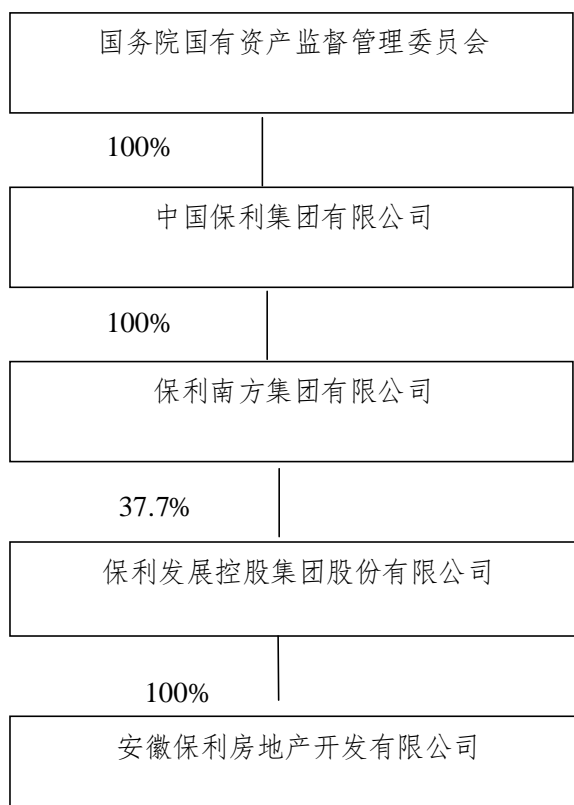 国务院国有资产监督管理委员会
100%
中国保利集团有限公司
100%
保利南方集团有限公司
37.7%
保利发展控股集团股份有限公司
100%
安徽保利房地产开发有限公司